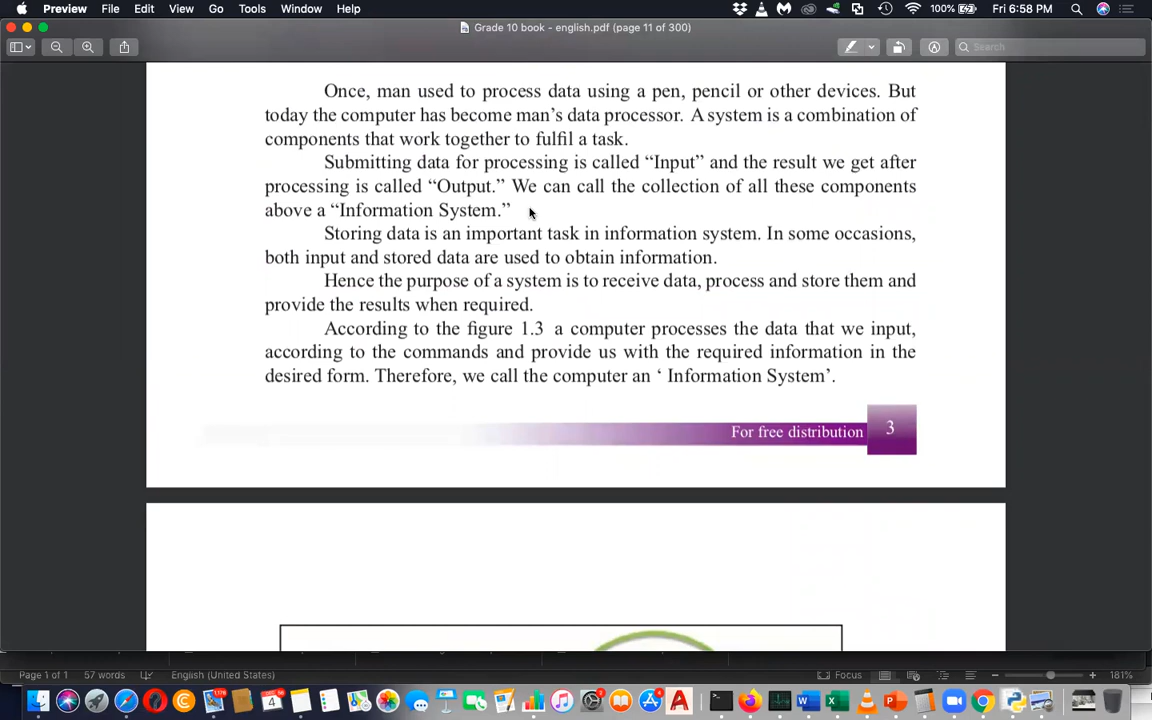 Preview File Edit View Go Tools Window Help 100% Fri 6:58 PM
Grade 10 book - english.pdf (page 11 of 300)
Search
Once, man used to process data using a pen, pencil or other devices. But
today the computer has become man's data processor. A system is a combination of
components that work together to fulfil a task.
Submitting data for processing is called “Input” and the result we get after
processing is called “Output.” We can call the collection of all these components
above a “Information System.”
Storing data is an important task in information system. In some occasions,
both input and stored data are used to obtain information.
Hence the purpose of a system is to receive data, process and store them and
provide the results when required.
According to the figure 1.3 a computer processes the data that we input,
according to the commands and provide us with the required information in the
desired form. Therefore, we call the computer an ‘ Information System’.
For free distribution 3
Page 1 of 1 57 words English (United States) Focus 181%